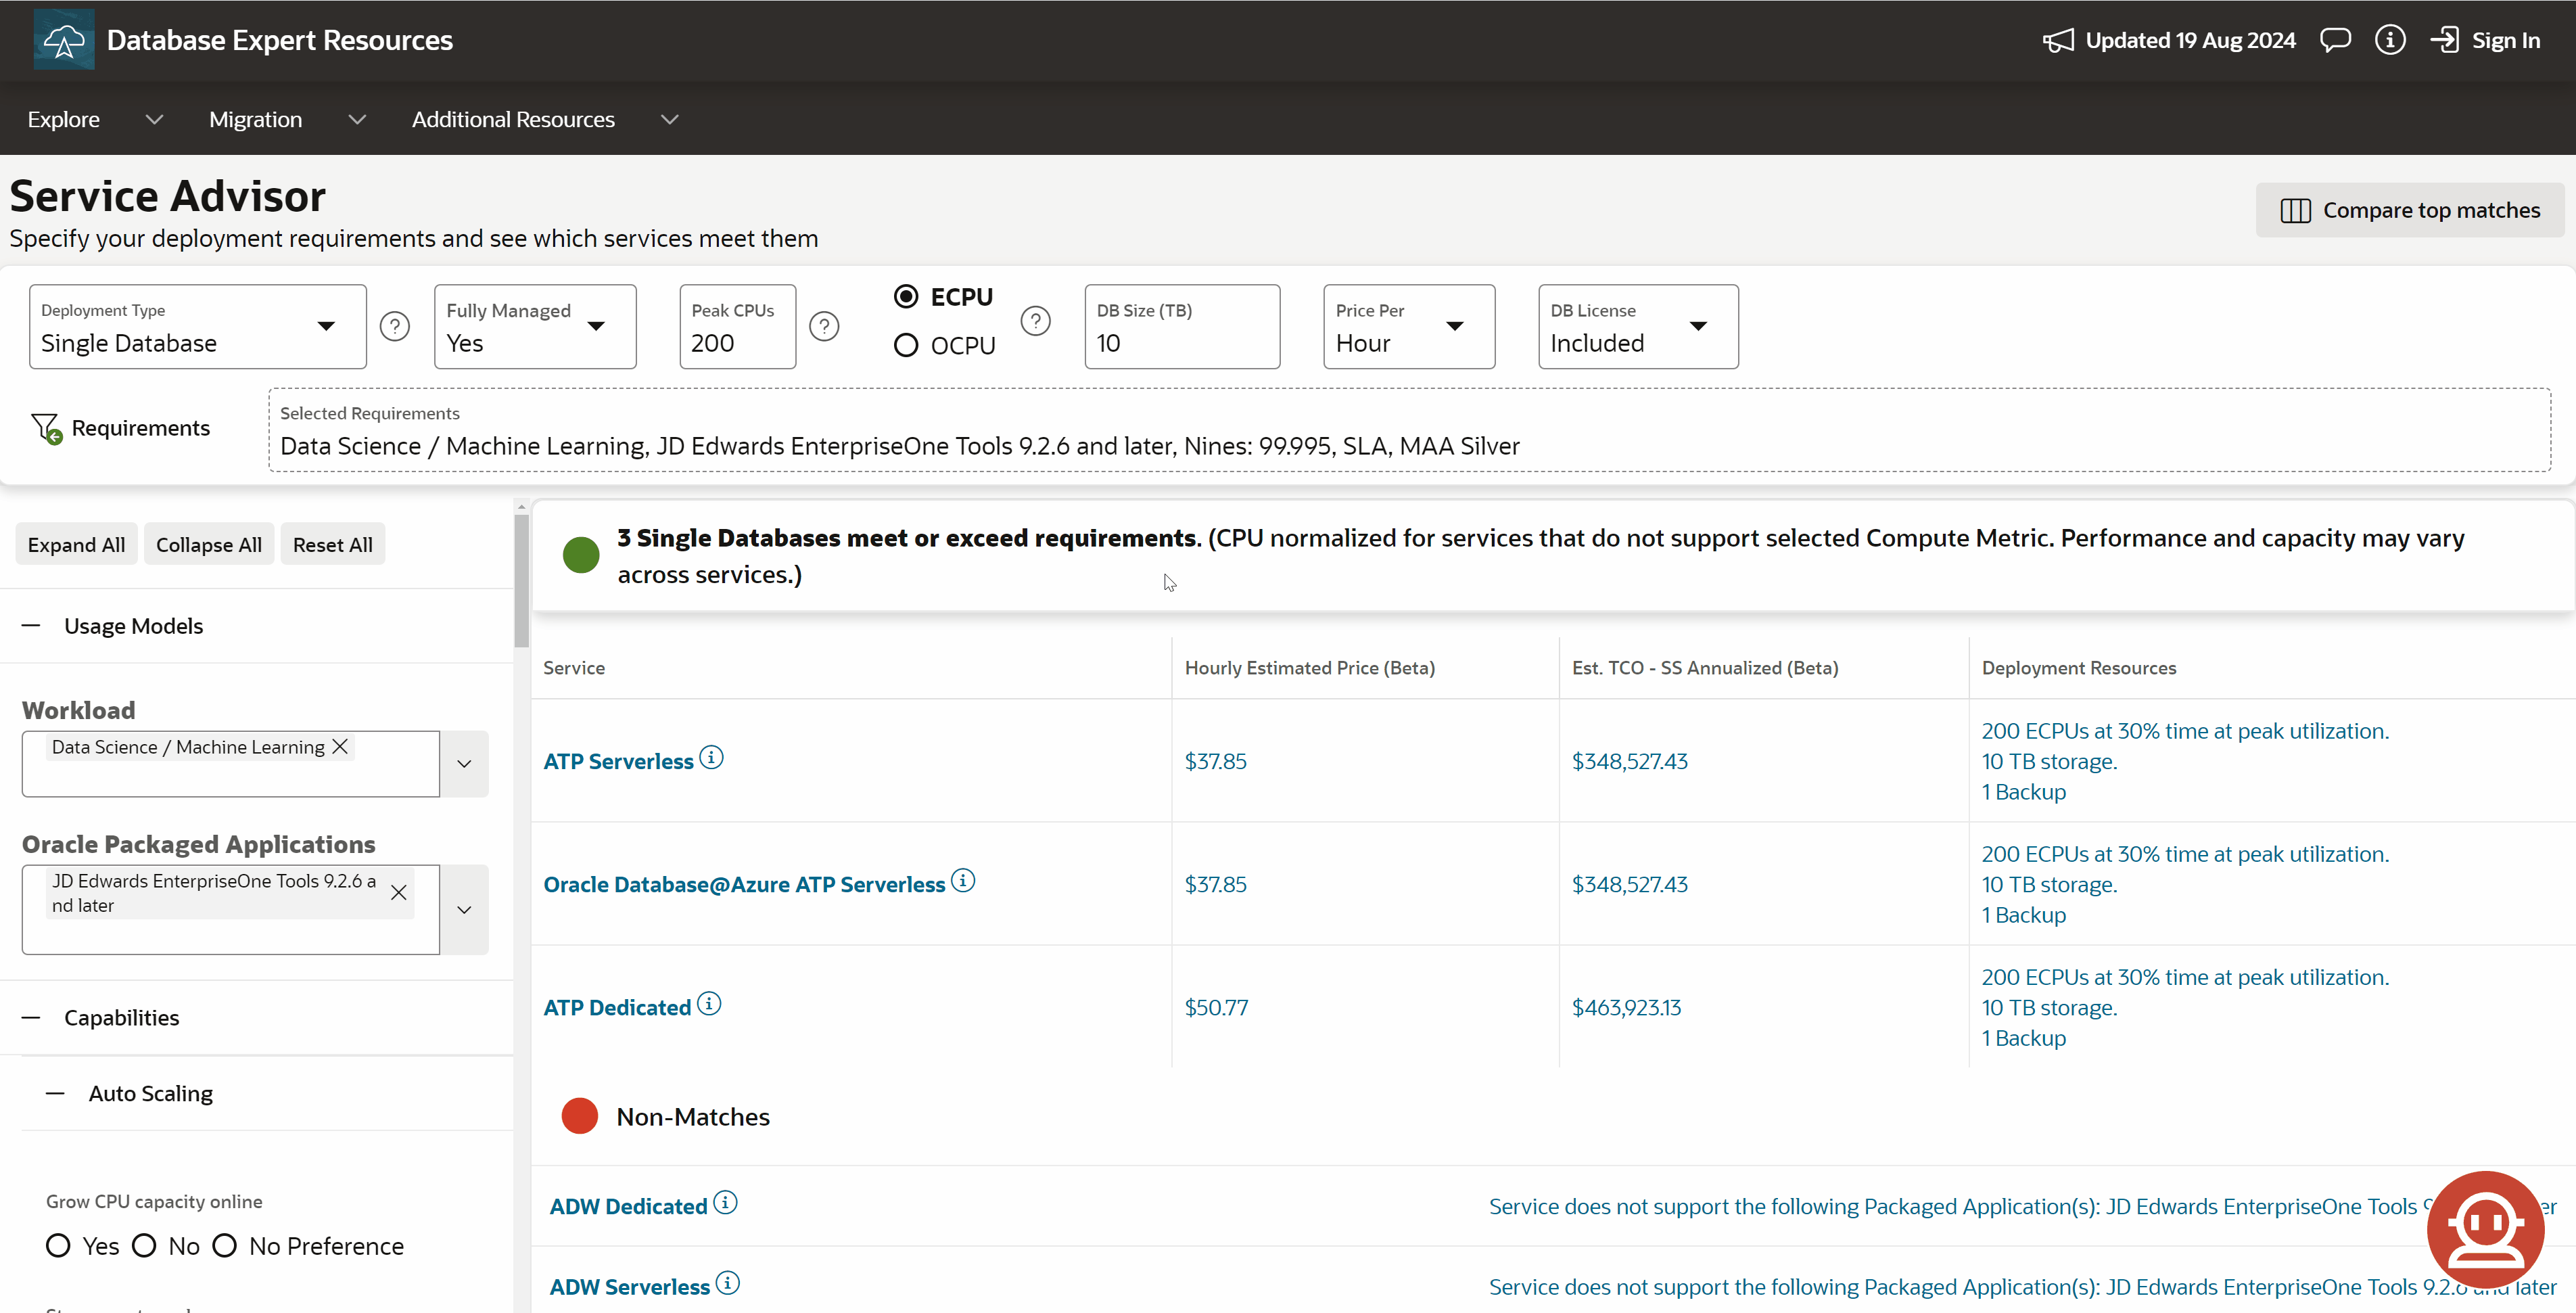 Database Expert Resources
Updated 19 Aug 2024
Sign In
Explore
Migration
Additional Resources
Service Advisor
Specify your deployment requirements and see which services meet them
Compare top matches
Deployment Type
Single Database
Fully Managed
Yes
Peak CPUs
200
ECPU
OCPU
DB Size (TB)
10
Price Per
Hour
DB License
Included
Requirements
Selected Requirements
Data Science / Machine Learning, JD Edwards EnterpriseOne Tools 9.2.6 and later, Nines: 99.995, SLA, MAA Silver
Expand All
Collapse All
Reset All
Usage Models
Workload
Data Science / Machine Learning
Oracle Packaged Applications
JD Edwards EnterpriseOne Tools 9.2.6 a
nd later
Capabilities
Auto Scaling
Grow CPU capacity online
Yes
No
No Preference
3 Single Databases meet or exceed requirements. (CPU normalized for services that do not support selected Compute Metric. Performance and capacity may vary
across services.)
Service
Hourly Estimated Price (Beta)
Est. TCO - SS Annualized (Beta)
Deployment Resources
ATP Serverless
$37.85
$348,527.43
200 ECPUs at 30% time at peak utilization.
10 TB storage.
1 Backup
Oracle Database@Azure ATP Serverless
$37.85
$348,527.43
200 ECPUs at 30% time at peak utilization.
10 TB storage.
1 Backup
ATP Dedicated
$50.77
$463,923.13
200 ECPUs at 30% time at peak utilization.
10 TB storage.
1 Backup
Non-Matches
ADW Dedicated
Service does not support the following Packaged Application(s): JD Edwards EnterpriseOne Tools
ADW Serverless
Service does not support the following Packaged Application(s): JD Edwards EnterpriseOne Tools 9.2.6 and later